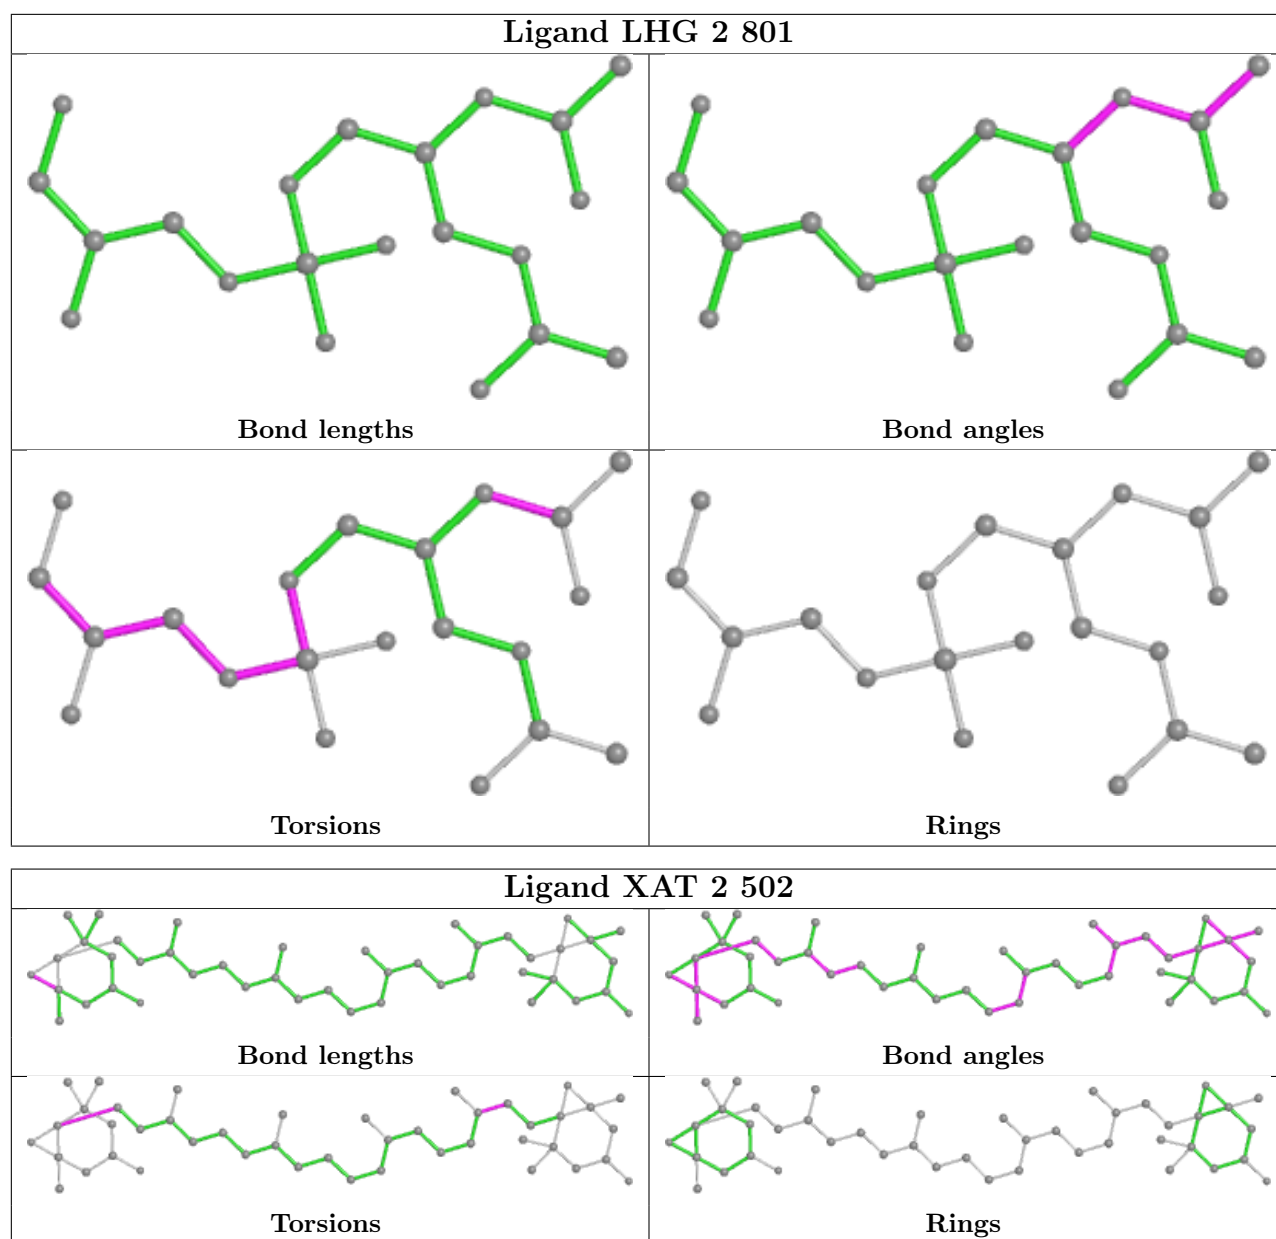 Ligand LHG 2 801
Bond lengths
Bond angles
Torsions
Rings
Ligand XAT 2 502
Bond lengths
Bond angles
Torsions
Rings